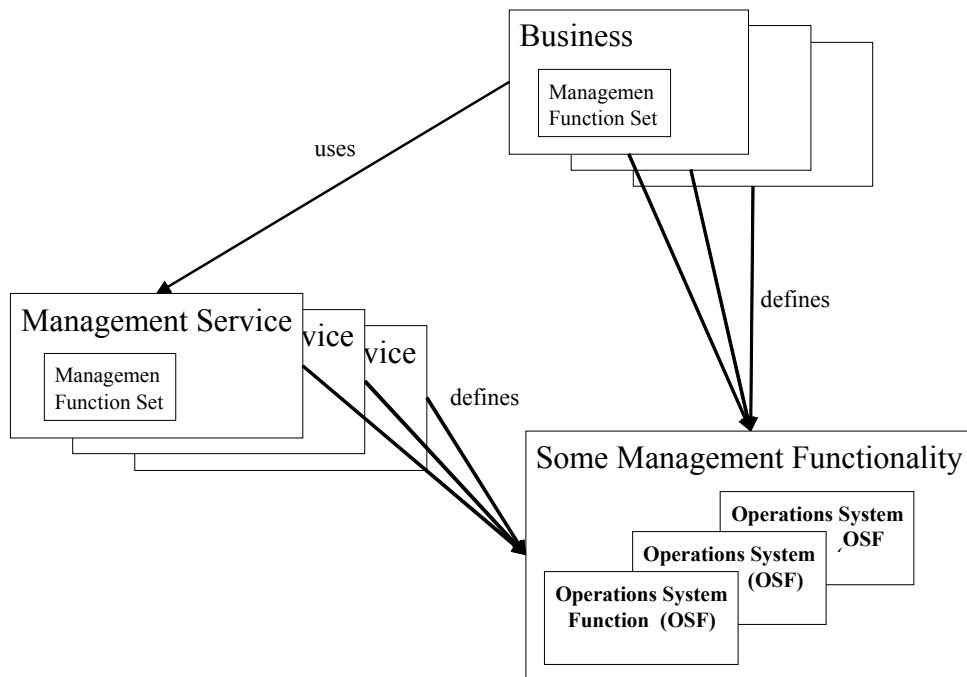 Business
Managemen
Function Set
uses
defines
Management Service
vice
vice
Managemen
Function Set
defines
Some Management Functionality
Operations System
OSF
Operations System
(OSF)
Operations System
Function (OSF)